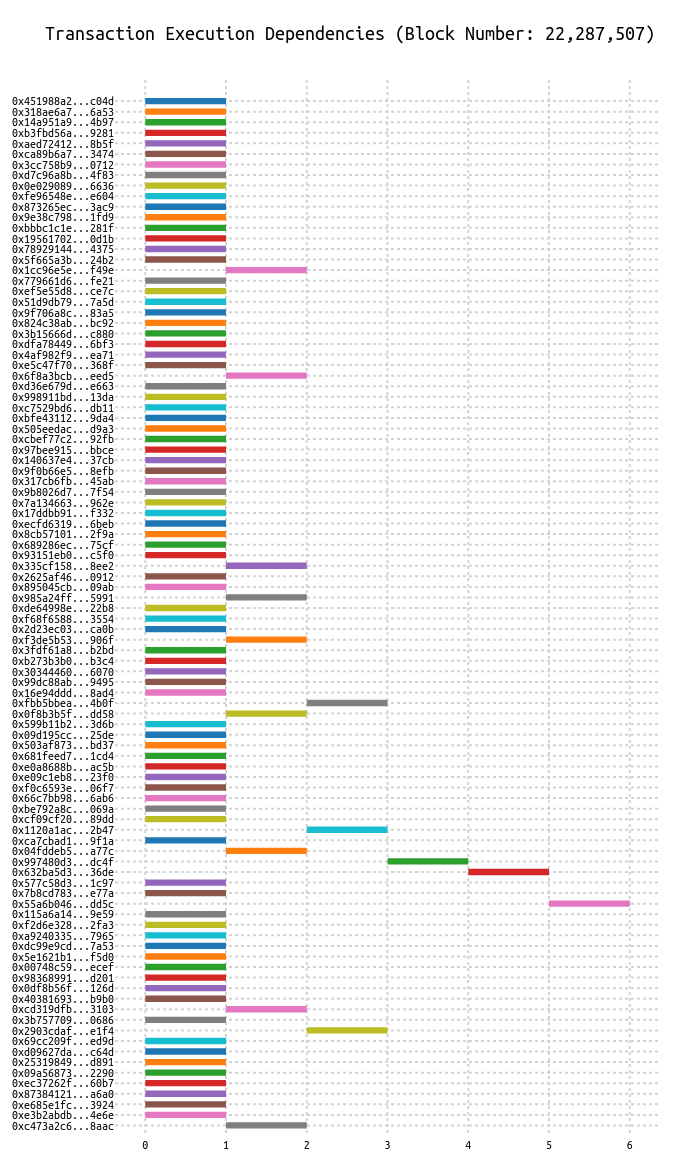 Transaction Execution Dependencies (Block Number: 22,287,507)
0x451988a2...c04d
0x318ae6a7...6a53
0x14a951a9...4b97
0xb3fbd56a...9281
0xaed72412...8b5f
0xca89b6a7...3474
0x3cc758b9...0712
0xd7c96a8b...4f83
0x0e029089...6636
0xfe96548e...e604
0x873265ec...3ac9
0x9e38c798...1fd9
0xbbbc1c1e...281f
0x19561702...0d1b
0x78929144...4375
0x5f665a3b...24b2
0x1cc96e5e...f49e
0x779661d6...fe21
0xef5e55d8...ce7c
0x51d9db79...7a5d
0x9f706a8c...83a5
0x824c38ab...bc92
0x3b15666d...c880
0xdfa78449...6bf3
0x4af982f9...ea71
0xe5c47f70...368f
0x6f8a3bcb...eed5
0xd36e679d...e663
0x998911bd...13da
0xc7529bd6...db11
0xbfe43112...9da4
0x505eedac...d9a3
0xcbef77c2...92fb
0x97bee915...bbce
0x140637e4...37cb
0x9f0b66e5...8efb
0x317cb6fb...45ab
0x9b8026d7...7f54
0x7a134663...962e
0x17ddbb91...f332
0xecfd6319...6beb
0x8cb57101...2f9a
0x689286ec...75cf
0x93151eb0...c5f0
0x335cf158...8ee2
0x2625af46...0912
0x895045cb...09ab
0x985a24ff...5991
0xde64998e...22b8
0xf68f6588...3554
0x2d23ec03...ca0b
0xf3de5b53...906f
0x3fdf61a8...b2bd
0xb273b3b0...b3c4
0x30344460...6070
0x99dc88ab...9495
0x16e94ddd...8ad4
0xfbb5bbea...4b0f
0x0f8b3b5f...dd58
0x599b11b2...3d6b
0x09d195cc...25de
0x503af873...bd37
0x681feed7...1cd4
0xe0a8688b...ac5b
0xe09c1eb8...23f0
0xf0c6593e...06f7
0x66c7bb98...6ab6
0xbe792a8c...069a
0xcf09cf20...89dd
0x1120a1ac...2b47
0xca7cbad1...9f1a
0x04fddeb5...a77c
0x997480d3...dc4f
0x632ba5d3...36de
0x577c58d3...1c97
0x7b8cd783...e77a
0x55a6b046...dd5c
0x115a6a14...9e59
0xf2d6e328...2fa3
0xa9240335...7965
0xdc99e9cd...7a53
0x5e1621b1...f5d0
0x00748c59...ecef
0x98368991...d201
0x0df8b56f...126d
0x40381693...b9b0
0xcd319dfb...3103
0x3b757709...0686
0x2903cdaf...e1f4
0x69cc209f...ed9d
0xd09627da...c64d
0x25319849...d891
0x09a56873...2290
0xec37262f...60b7
0x87384121...a6a0
0xe685e1fc...3924
0xe3b2abdb...4e6e
0xc473a2c6...8aac
0 1 2 3 4 5 6